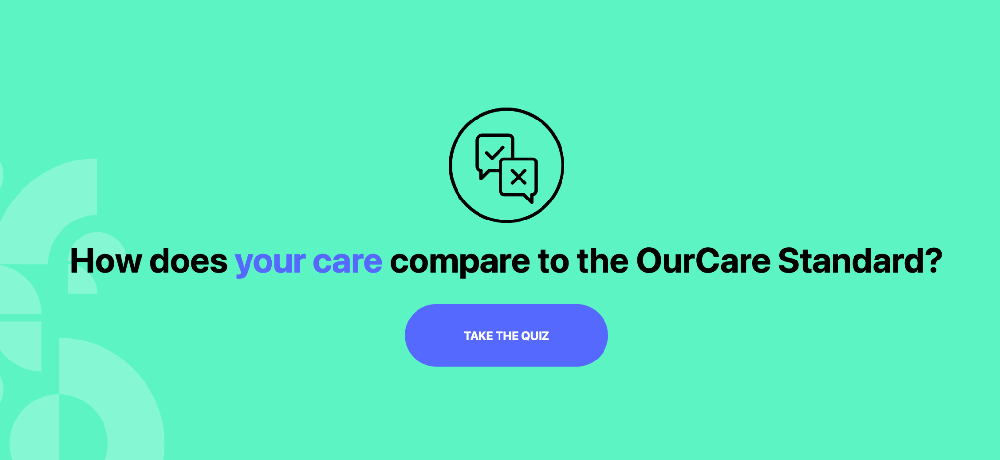 How does your care compare to the OurCare Standard?
TAKE THE QUIZ